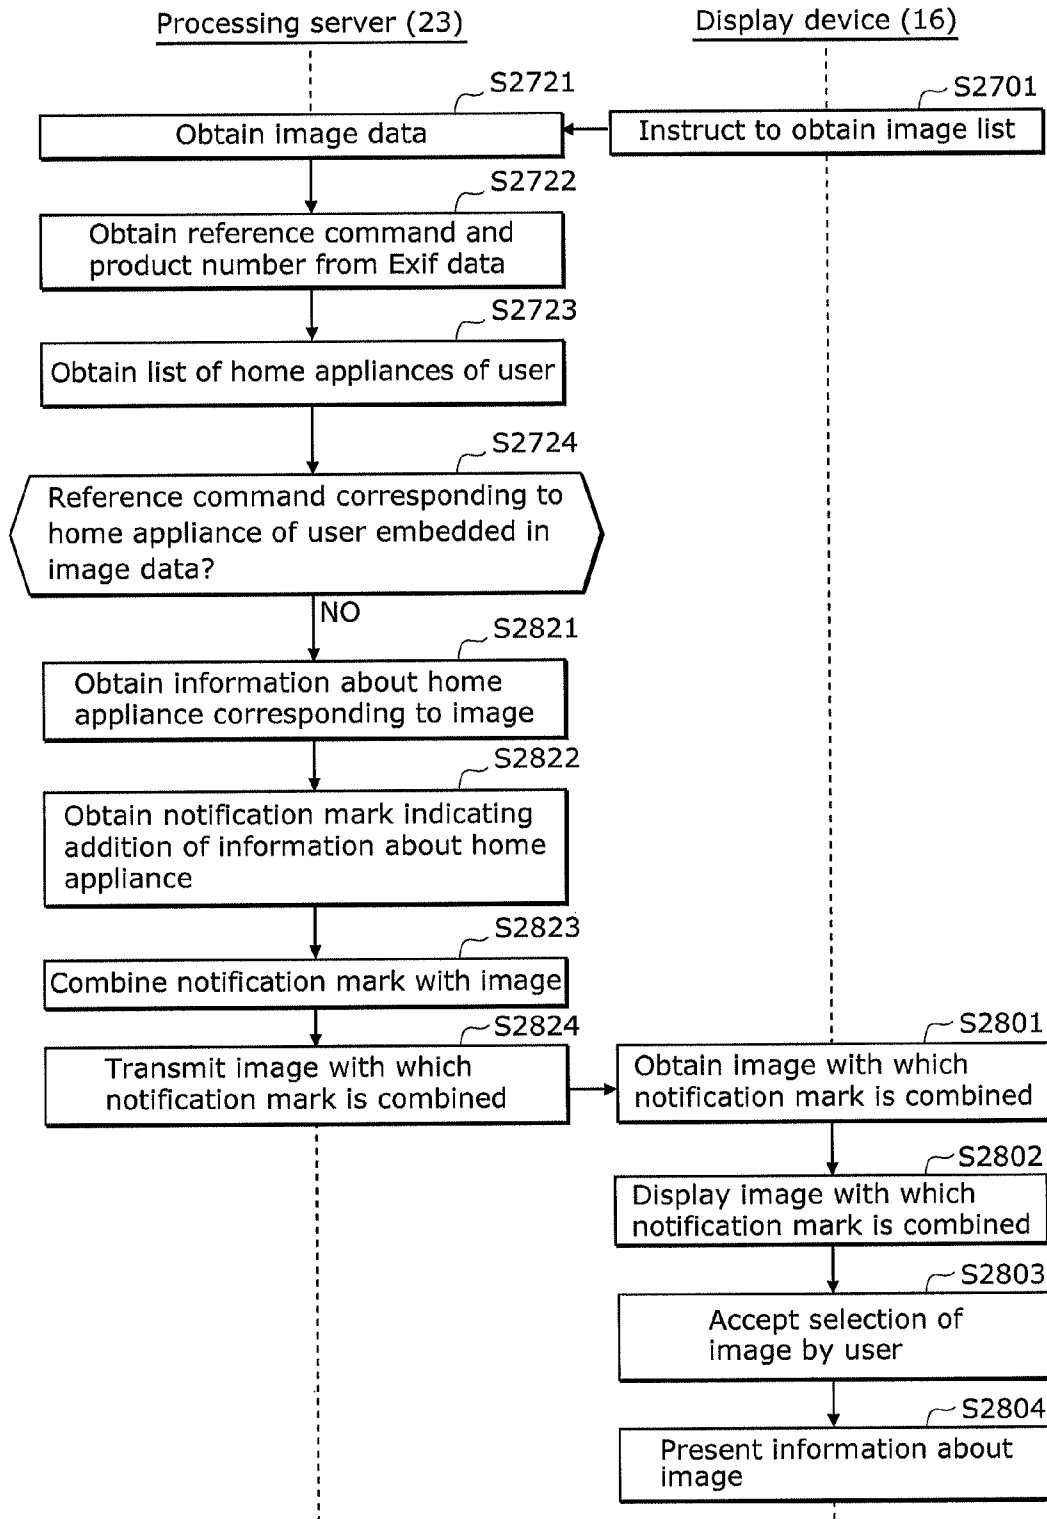 Processing server (23)
Display device (16)
S2721
S2701
Obtain image data
Instruct to obtain image list
S2722
Obtain reference command and
product number from Exif data
S2723
Obtain list of home appliances of user
S2724
Reference command corresponding to
home appliance of user embedded in
image data?
NO
S2821
Obtain information about home
appliance corresponding to image
S2822
Obtain notification mark indicating
addition of information about home
appliance
S2823
Combine notification mark with image
S2824
Transmit image with which
notification mark is combined
S2801
Obtain image with which
notification mark is combined
S2802
Display image with which
notification mark is combined
S2803
Accept selection of
image by user
S2804
Present information about
image